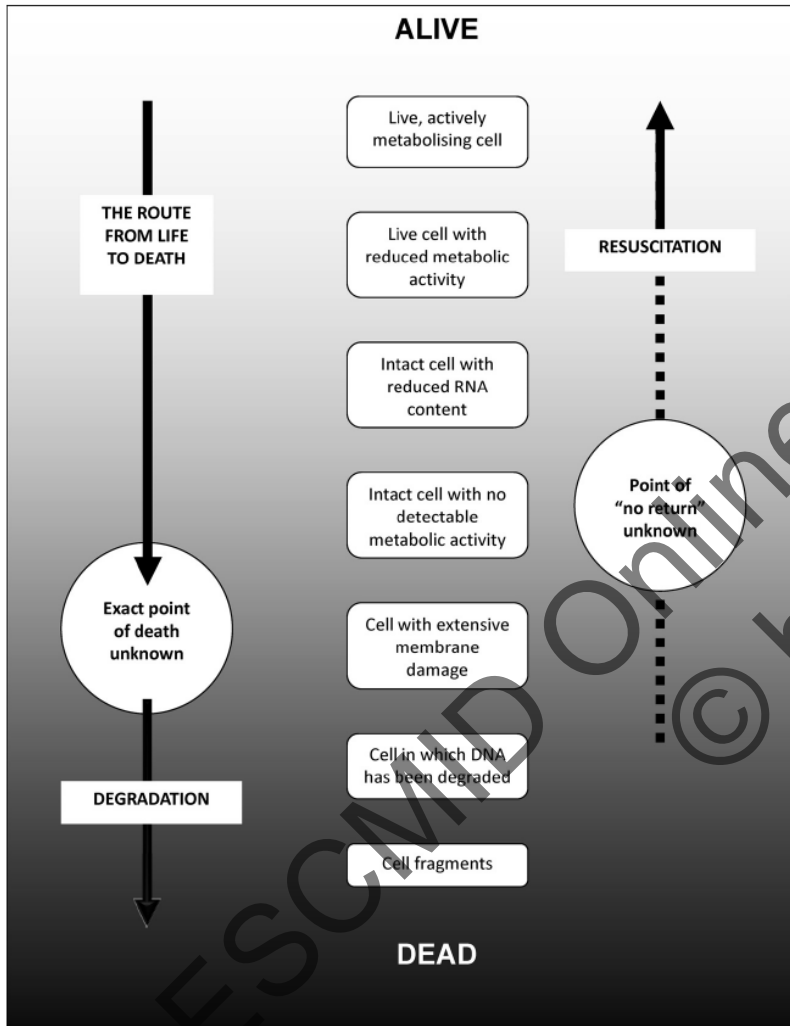 ALIVE
THE ROUTE
FROM LIFE
TO DEATH
Live, actively
metabolising cell
Live cell with
reduced metabolic
activity
RESUSCITATION
Intact cell with
reduced RNA
content
Intact cell with no
detectable
metabolic activity
Point of
“no return”
unknown
Exact point
of death
unknown
Cell with extensive
membrane
damage
DEGRADATION
Cell in which DNA
has been degraded
Cell fragments
DEAD
ESCMID Online
©